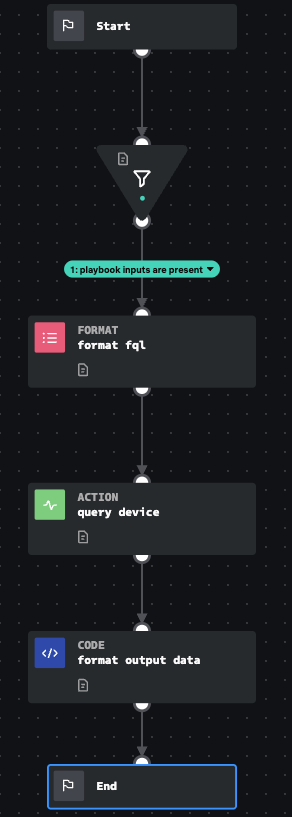 Start
1: playbook inputs are present
FORMAT
format fql
ACTION
query device
</>
CODE
format output data
End